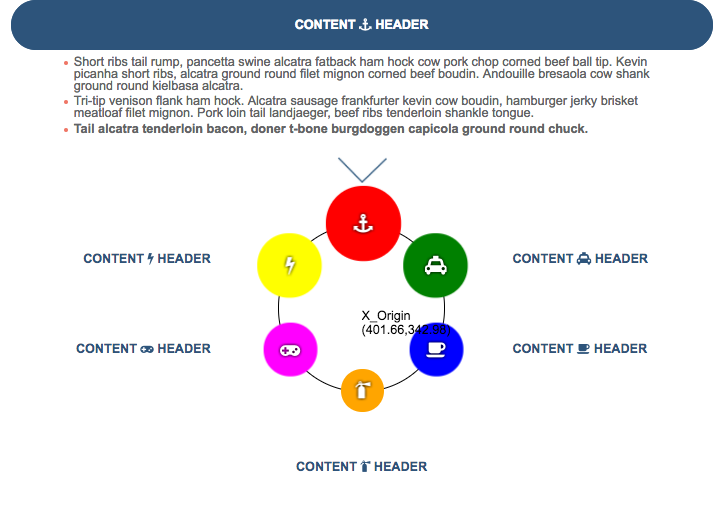 CONTENT HEADER
Short ribs tail rump, pancetta swine alcatra fatback ham hock cow pork chop corned beef ball tip. Kevin
picanha short ribs, alcatra ground round filet mignon corned beef boudin. Andouille bresaola cow shank
ground round kielbasa alcatra.
Tri-tip venison flank ham hock. Alcatra sausage frankfurter kevin cow boudin, hamburger jerky brisket
meatloaf filet mignon. Pork loin tail landjaeger, beef ribs tenderloin shankle tongue.
Tail alcatra tenderloin bacon, doner t-bone burgdoggen capicola ground round chuck.
CONTENT HEADER
CONTENT HEADER
X_Origin
(401.66,342.98)
CONTENT HEADER
CONTENT HEADER
CONTENT HEADER